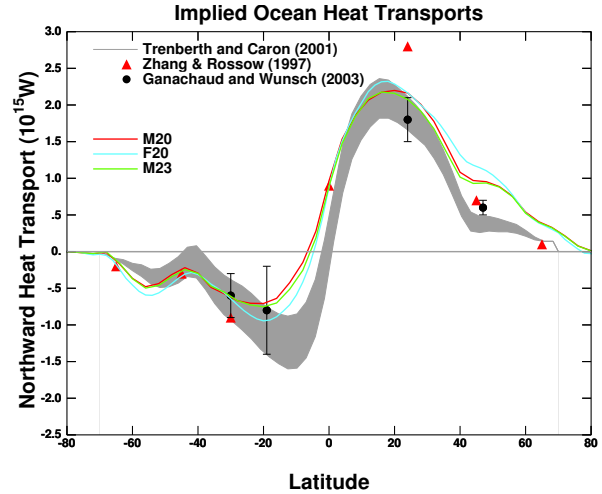 Implied Ocean Heat Transports
Trenberth and Caron (2001)
Zhang & Rossow (1997)
Ganachaud and Wunsch (2003)
M20
F20
M23
Northward Heat Transport (10¹⁵W)
3.0
2.5
2.0
1.5
1.0
.5
0
-.5
-1.0
-1.5
-2.0
-2.5
-80 -60 -40 -20 0 20 40 60 80
Latitude